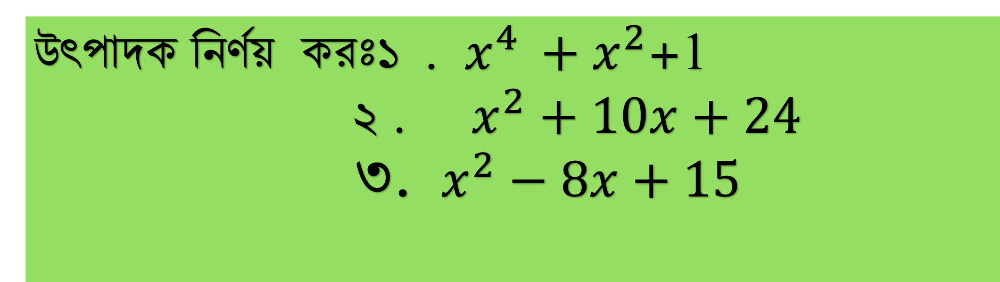 উৎপাদক নির্ণয় করঃ১ . x⁴ + x²+1
২ . x² + 10x + 24
৩. x² − 8x + 15